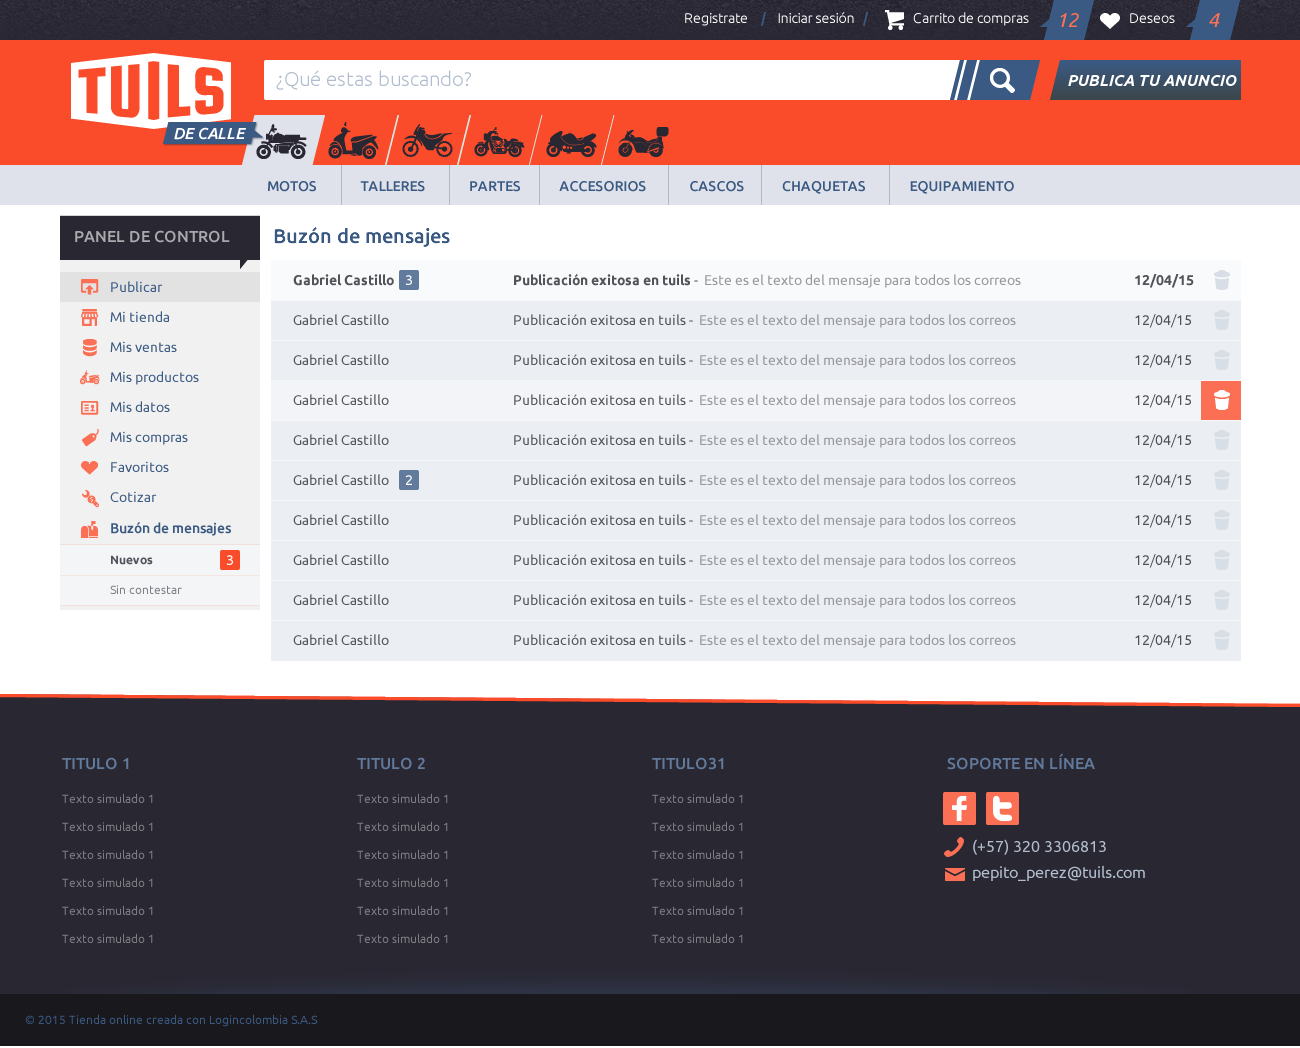 Registrate / Iniciar sesión / Carrito de compras 12 Deseos 4
TUILS
DE CALLE
¿Qué estas buscando?
PUBLICA TU ANUNCIO
MOTOS TALLERES PARTES ACCESORIOS CASCOS CHAQUETAS EQUIPAMIENTO
PANEL DE CONTROL
Publicar
Mi tienda
Mis ventas
Mis productos
Mis datos
Mis compras
Favoritos
Cotizar
Buzón de mensajes
Nuevos 3
Sin contestar
Buzón de mensajes
Gabriel Castillo 3 Publicación exitosa en tuils - Este es el texto del mensaje para todos los correos 12/04/15
Gabriel Castillo Publicación exitosa en tuils - Este es el texto del mensaje para todos los correos 12/04/15
Gabriel Castillo Publicación exitosa en tuils - Este es el texto del mensaje para todos los correos 12/04/15
Gabriel Castillo Publicación exitosa en tuils - Este es el texto del mensaje para todos los correos 12/04/15
Gabriel Castillo Publicación exitosa en tuils - Este es el texto del mensaje para todos los correos 12/04/15
Gabriel Castillo 2 Publicación exitosa en tuils - Este es el texto del mensaje para todos los correos 12/04/15
Gabriel Castillo Publicación exitosa en tuils - Este es el texto del mensaje para todos los correos 12/04/15
Gabriel Castillo Publicación exitosa en tuils - Este es el texto del mensaje para todos los correos 12/04/15
Gabriel Castillo Publicación exitosa en tuils - Este es el texto del mensaje para todos los correos 12/04/15
Gabriel Castillo Publicación exitosa en tuils - Este es el texto del mensaje para todos los correos 12/04/15
TITULO 1
Texto simulado 1
Texto simulado 1
Texto simulado 1
Texto simulado 1
Texto simulado 1
Texto simulado 1
TITULO 2
Texto simulado 1
Texto simulado 1
Texto simulado 1
Texto simulado 1
Texto simulado 1
Texto simulado 1
TITULO31
Texto simulado 1
Texto simulado 1
Texto simulado 1
Texto simulado 1
Texto simulado 1
Texto simulado 1
SOPORTE EN LÍNEA
(+57) 320 3306813
pepito_perez@tuils.com
© 2015 Tienda online creada con Logincolombia S.A.S